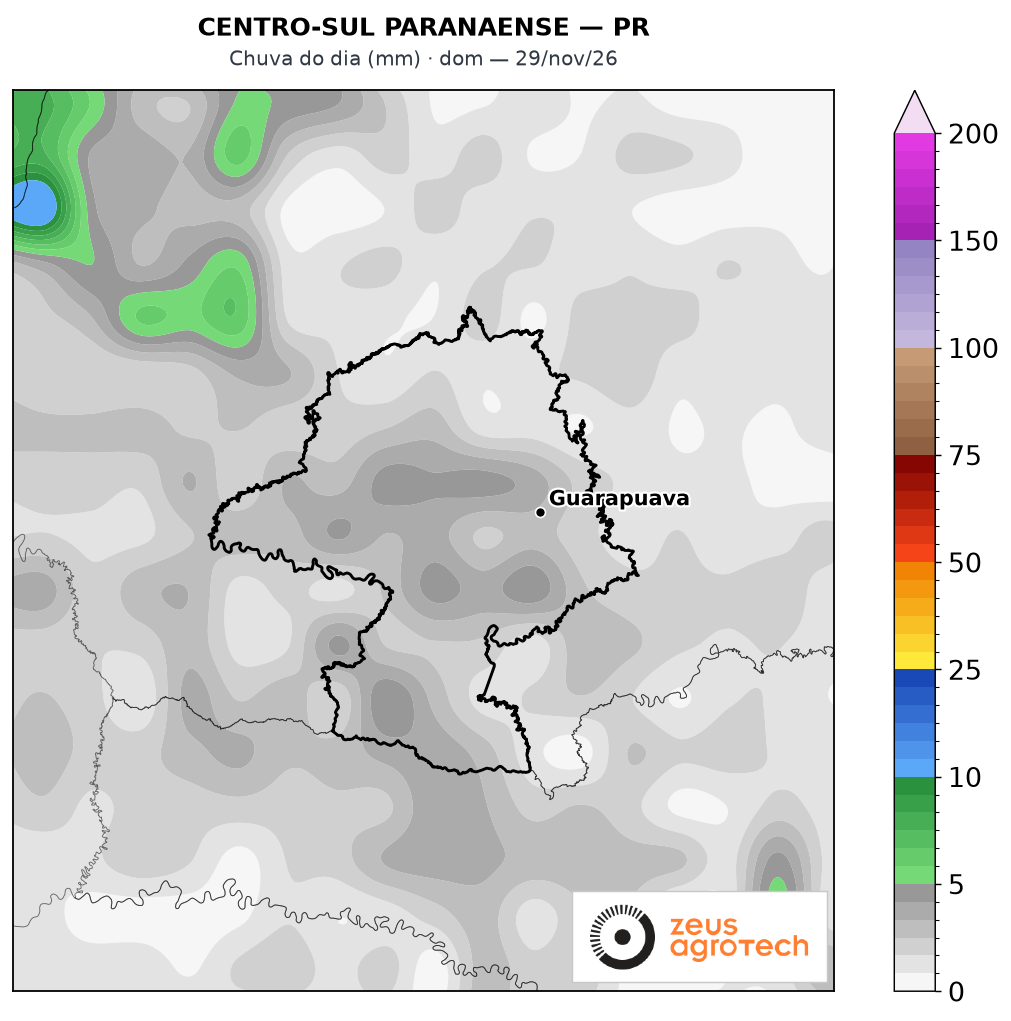 CENTRO-SUL PARANAENSE — PR
Chuva do dia (mm) · dom — 29/nov/26
200
150
100
75
50
25
10
5
0
Guarapuava
zeus
agrotech